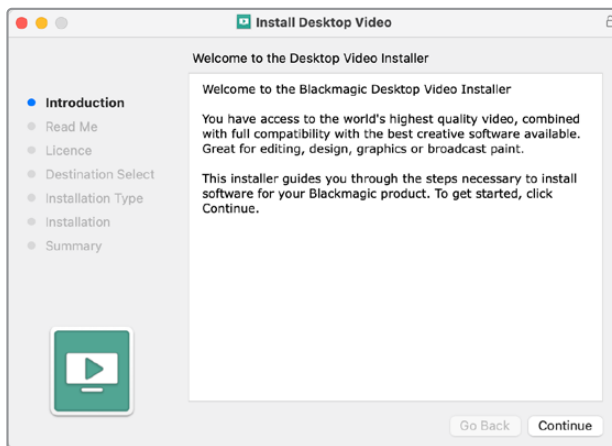 Install Desktop Video
Welcome to the Desktop Video Installer
Introduction
Read Me
Licence
Destination Select
Installation Type
Installation
Summary
Welcome to the Blackmagic Desktop Video Installer
You have access to the world's highest quality video, combined
with full compatibility with the best creative software available.
Great for editing, design, graphics or broadcast paint.
This installer guides you through the steps necessary to install
software for your Blackmagic product. To get started, click
Continue.
Go Back
Continue